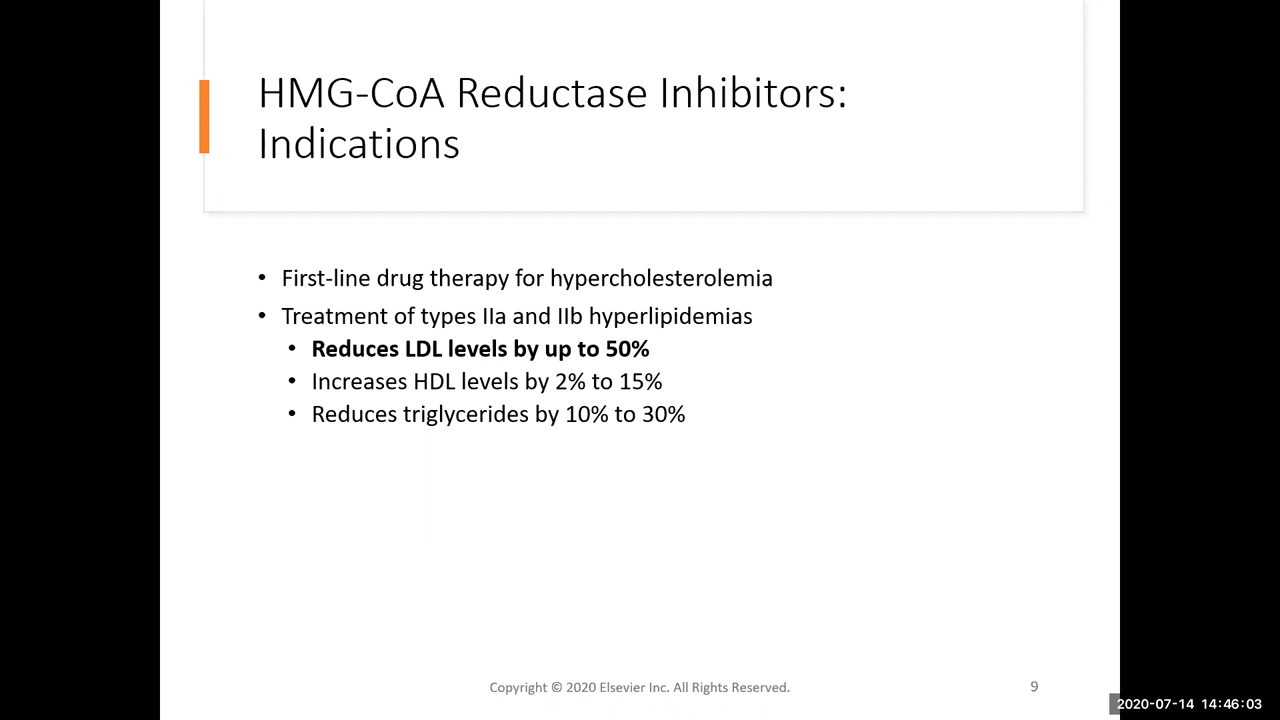 HMG-CoA Reductase Inhibitors:
Indications
• First-line drug therapy for hypercholesterolemia
• Treatment of types IIa and IIb hyperlipidemias
• Reduces LDL levels by up to 50%
• Increases HDL levels by 2% to 15%
• Reduces triglycerides by 10% to 30%
Copyright © 2020 Elsevier Inc. All Rights Reserved.
9
2020-07-14 14:46:03